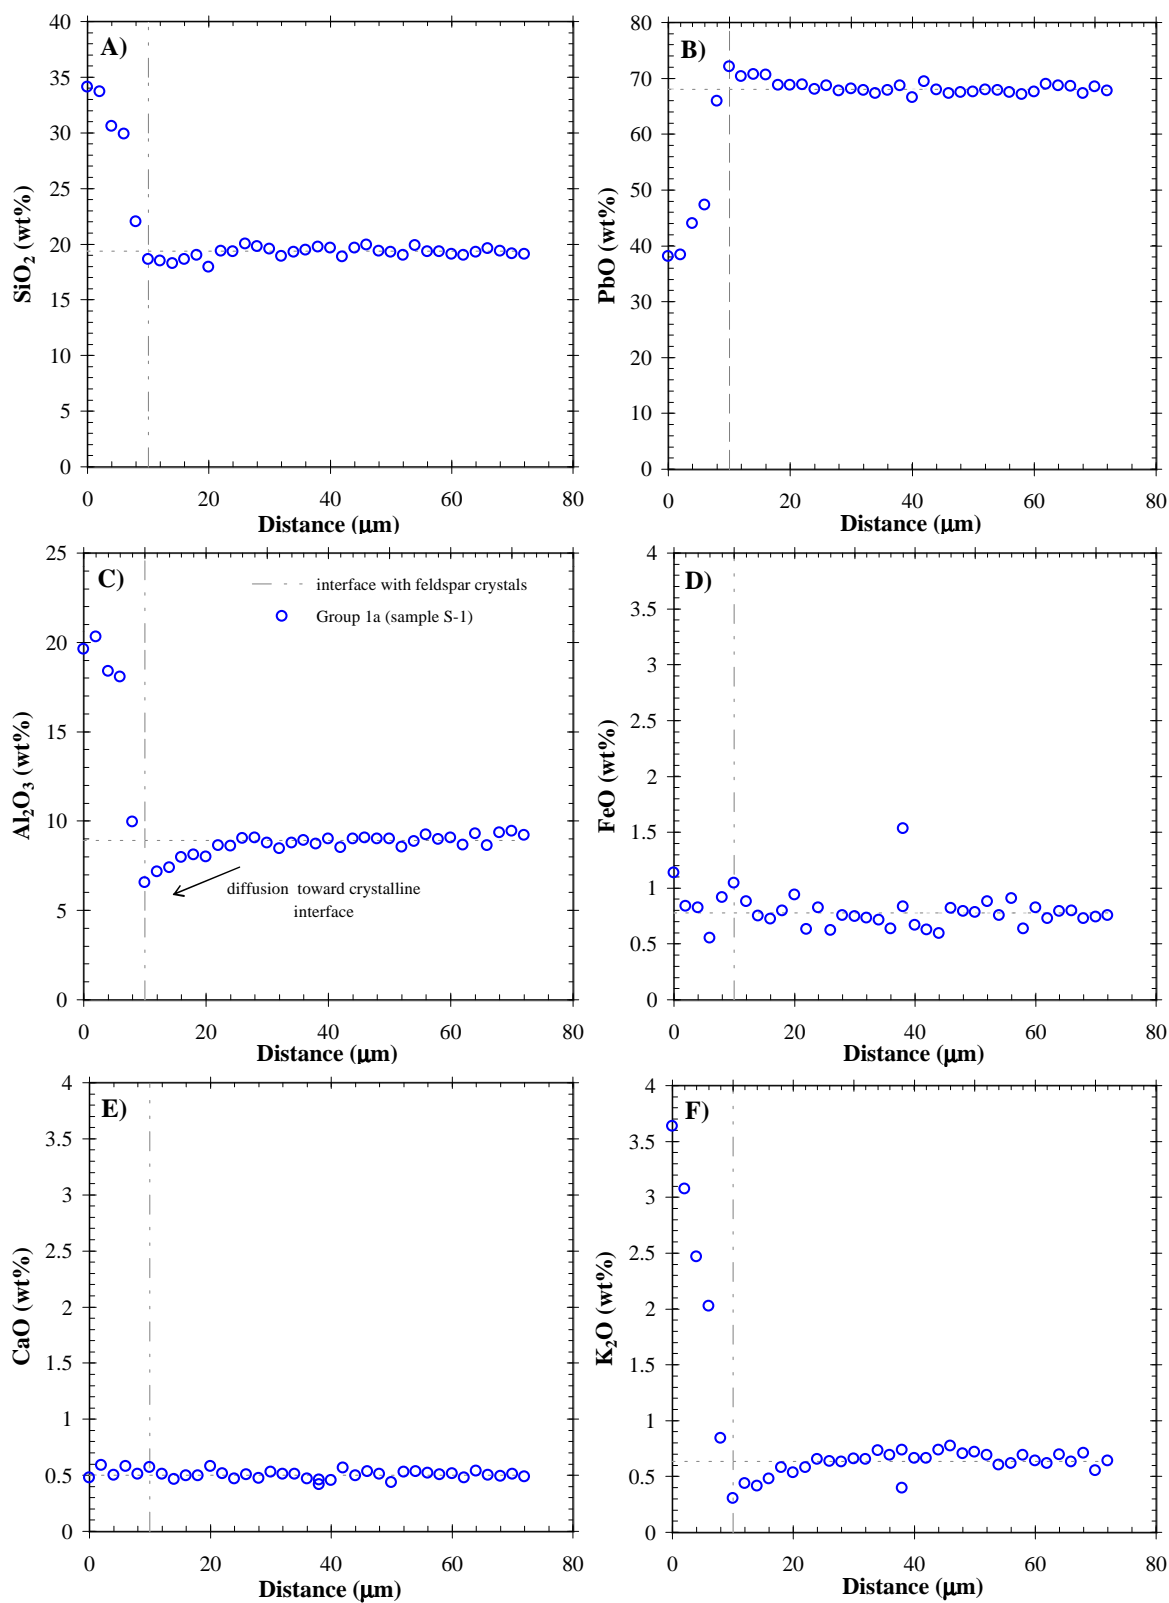 A)
40
35
30
25
20
15
10
5
0
SiO2 (wt%)
0 20 40 60 80
Distance (μm)
B)
80
70
60
50
40
30
20
10
0
PbO (wt%)
0 20 40 60 80
Distance (μm)
C)
25
20
15
10
5
0
Al2O3 (wt%)
interface with feldspar crystals
Group 1a (sample S-1)
diffusion toward crystalline
interface
0 20 40 60 80
Distance (μm)
D)
4
3.5
3
2.5
2
1.5
1
0.5
0
FeO (wt%)
0 20 40 60 80
Distance (μm)
E)
4
3.5
3
2.5
2
1.5
1
0.5
0
CaO (wt%)
0 20 40 60 80
Distance (μm)
F)
4
3.5
3
2.5
2
1.5
1
0.5
0
K2O (wt%)
0 20 40 60 80
Distance (μm)